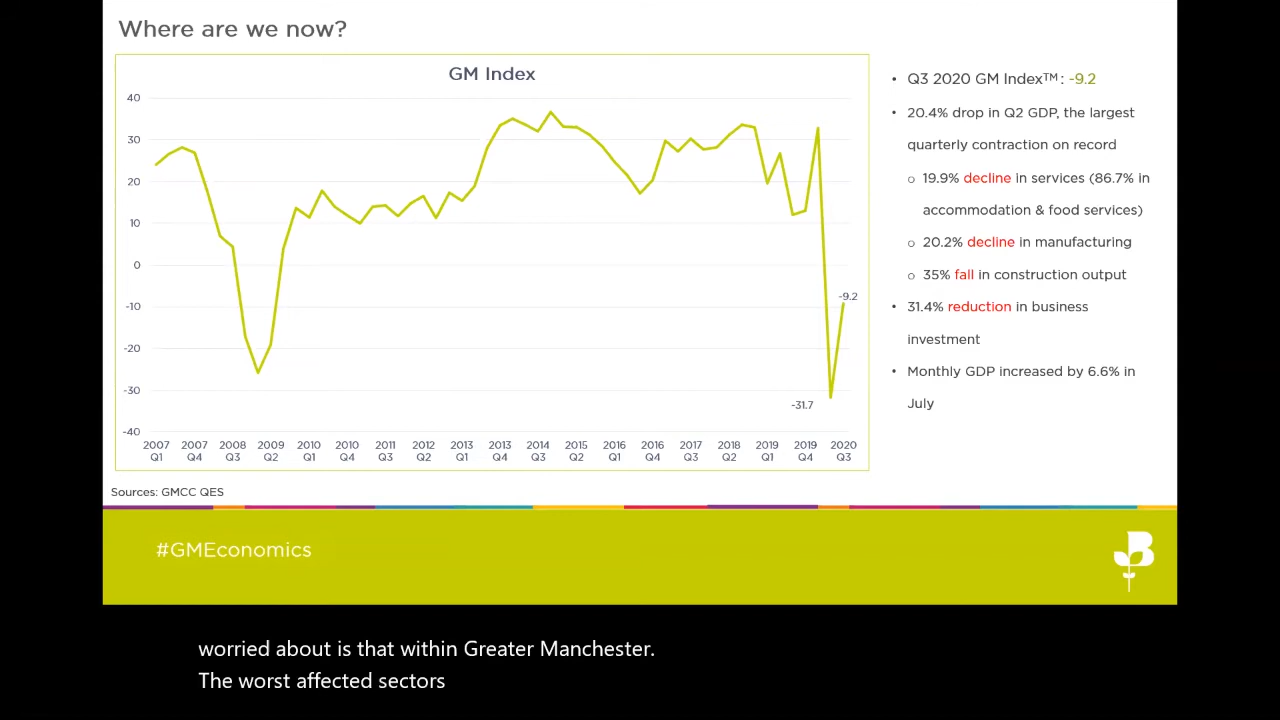 Where are we now?
GM Index
40
30
20
10
0
-10
-20
-30
-40
-9.2
-31.7
2007 2007 2008 2009 2010 2010 2011 2012 2013 2013 2014 2015 2016 2016 2017 2018 2019 2019 2020
Q1 Q4 Q3 Q2 Q1 Q4 Q3 Q2 Q1 Q4 Q3 Q2 Q1 Q4 Q3 Q2 Q1 Q4 Q3
Sources: GMCC QES
• Q3 2020 GM Index™: -9.2
• 20.4% drop in Q2 GDP, the largest
quarterly contraction on record
o 19.9% decline in services (86.7% in
accommodation & food services)
o 20.2% decline in manufacturing
o 35% fall in construction output
• 31.4% reduction in business
investment
• Monthly GDP increased by 6.6% in
July
#GMEconomics
worried about is that within Greater Manchester.
The worst affected sectors